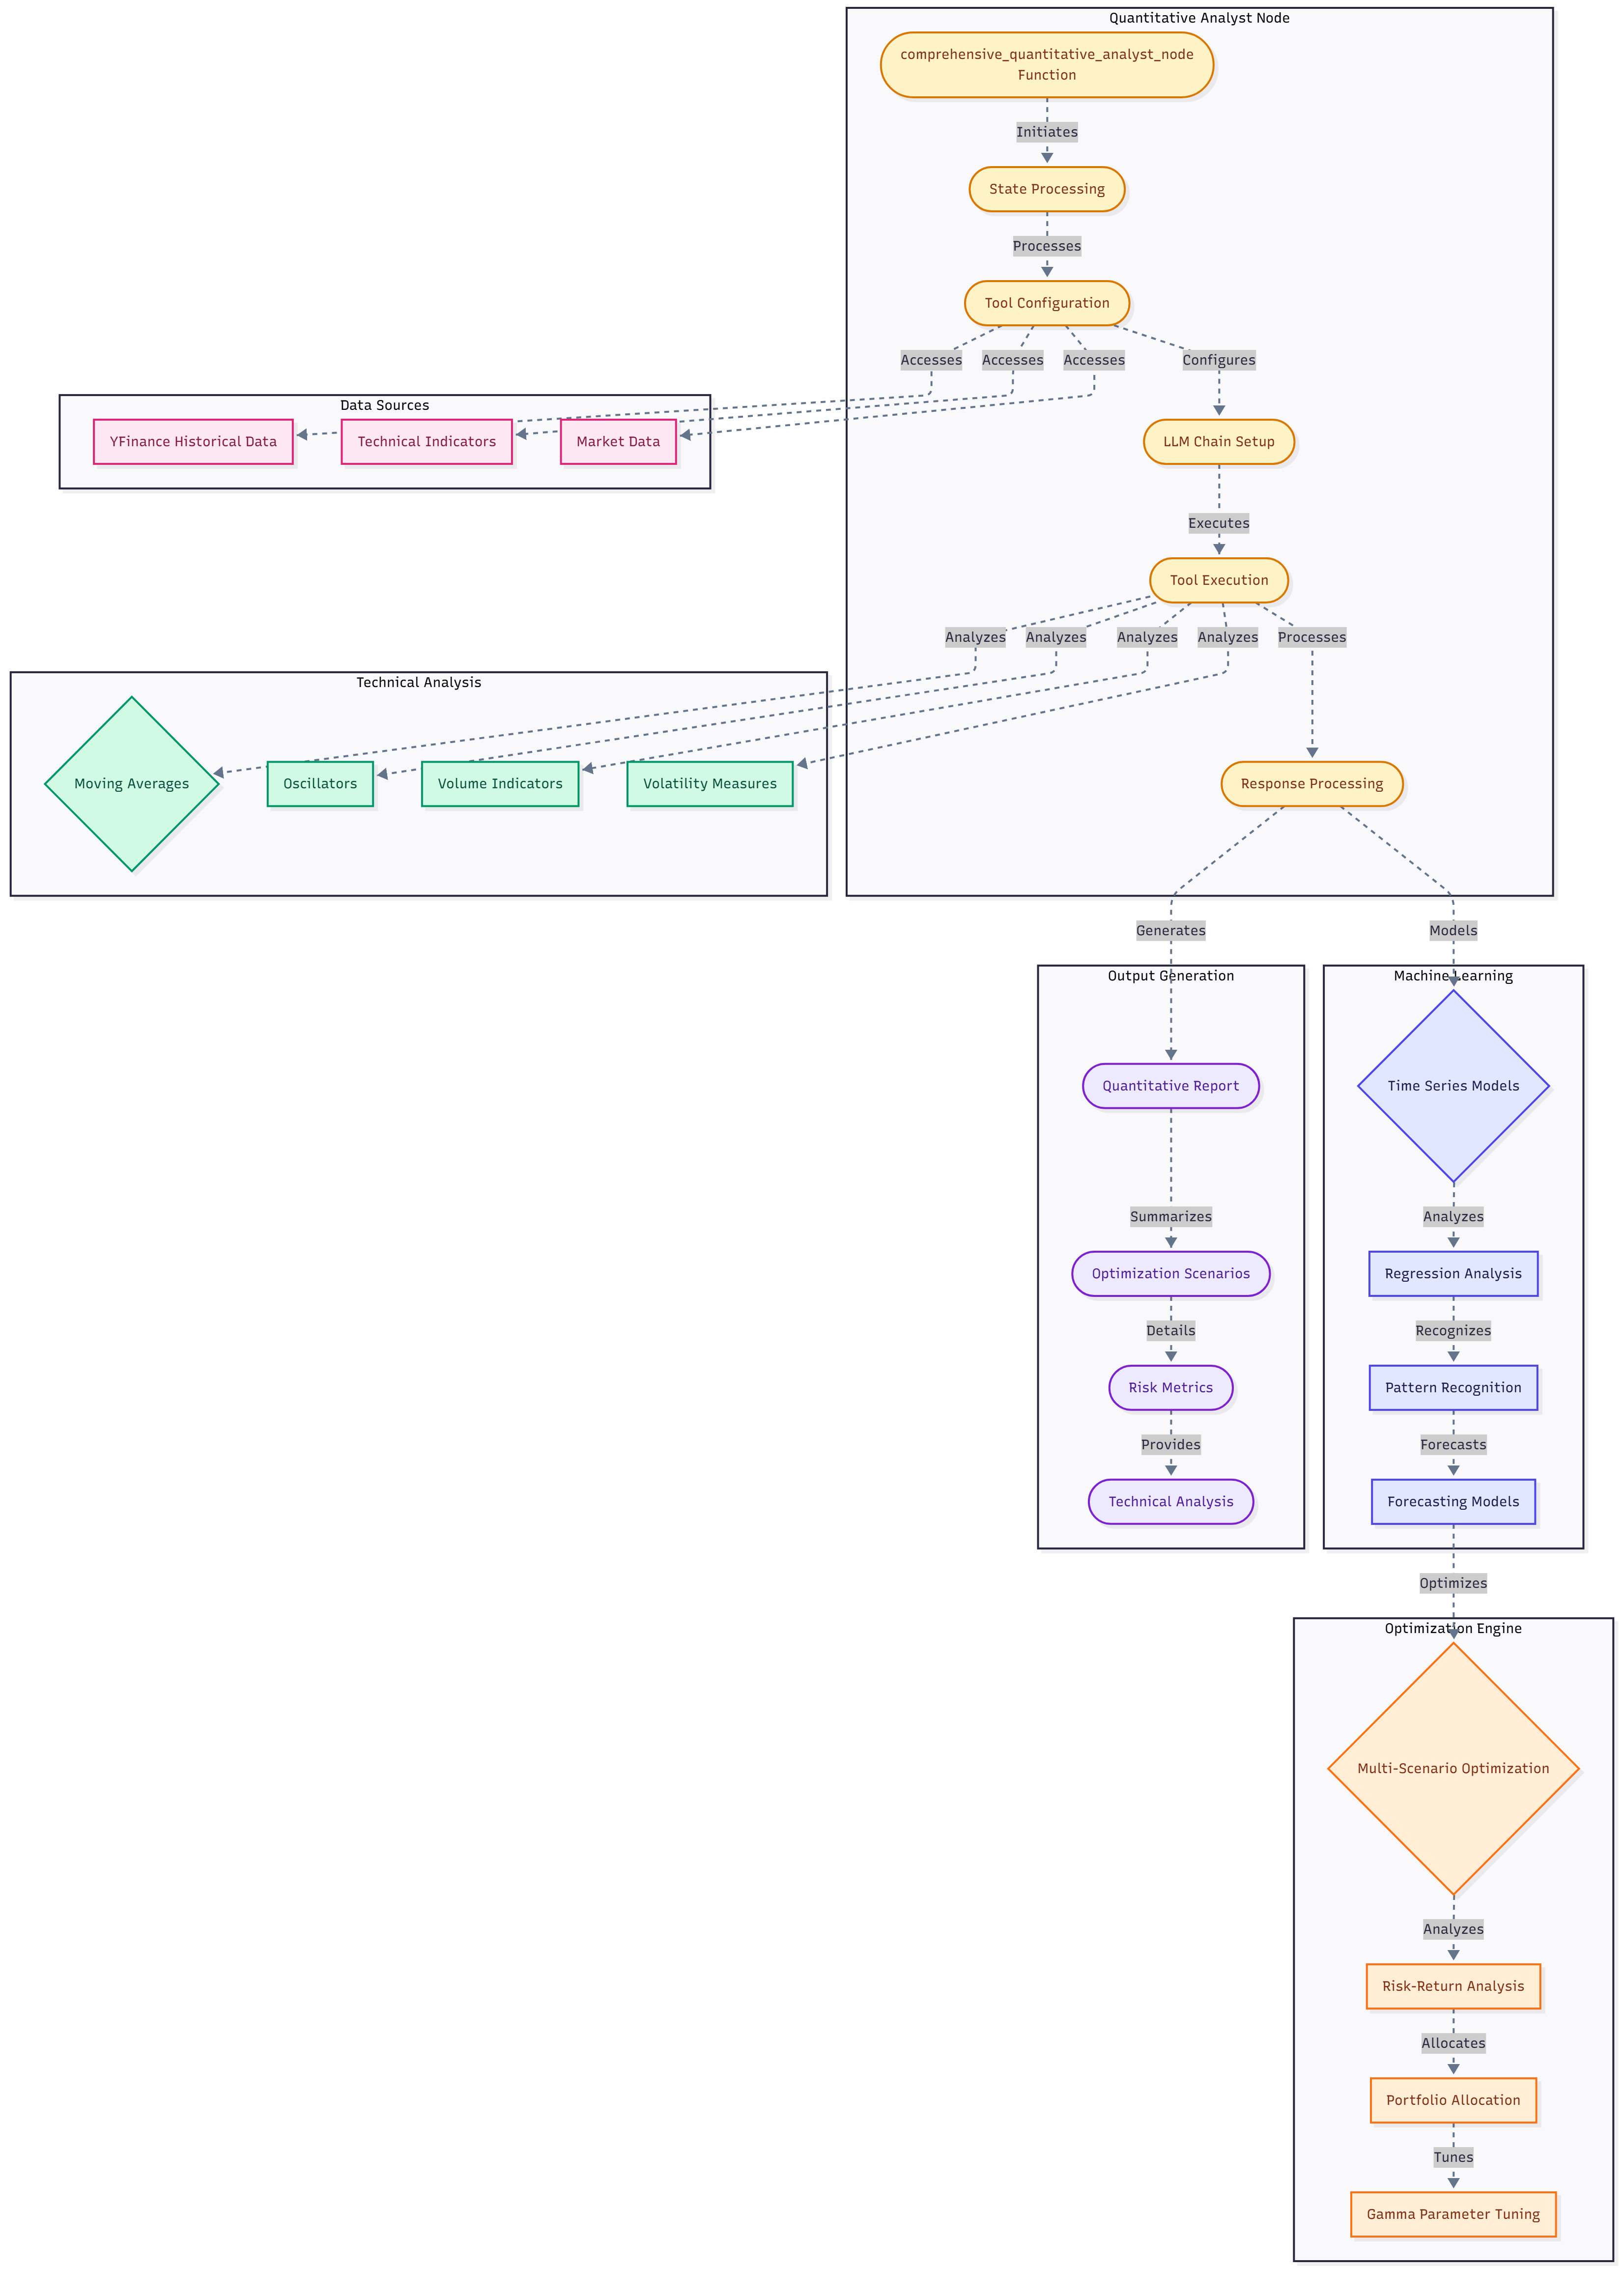 Quantitative Analyst Node
comprehensive_quantitative_analyst_node
Function
Initiates
State Processing
Processes
Tool Configuration
Accesses
Accesses
Accesses
Configures
Data Sources
YFinance Historical Data
Technical Indicators
Market Data
LLM Chain Setup
Executes
Tool Execution
Analyzes
Analyzes
Analyzes
Analyzes
Processes
Technical Analysis
Moving Averages
Oscillators
Volume Indicators
Volatility Measures
Response Processing
Generates
Models
Output Generation
Quantitative Report
Summarizes
Optimization Scenarios
Details
Risk Metrics
Provides
Technical Analysis
Machine Learning
Time Series Models
Analyzes
Regression Analysis
Recognizes
Pattern Recognition
Forecasts
Forecasting Models
Optimizes
Optimization Engine
Multi-Scenario Optimization
Analyzes
Risk-Return Analysis
Allocates
Portfolio Allocation
Tunes
Gamma Parameter Tuning